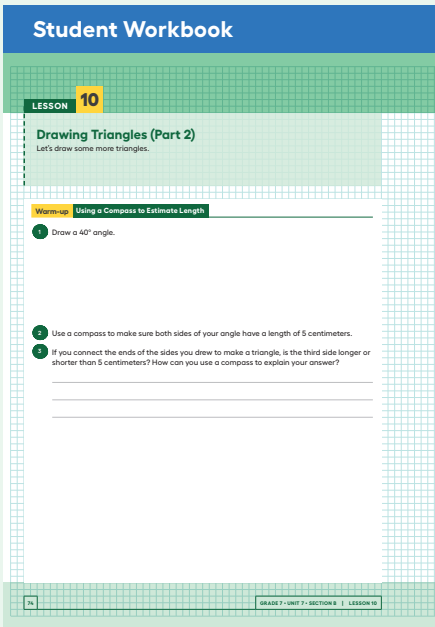 Student Workbook
LESSON 10
Drawing Triangles (Part 2)
Let's draw some more triangles.
Warm-up Using a Compass to Estimate Length
1 Draw a 40° angle.
2 Use a compass to make sure both sides of your angle have a length of 5 centimeters.
3 If you connect the ends of the sides you drew to make a triangle, is the third side longer or
shorter than 5 centimeters? How can you use a compass to explain your answer?
74 GRADE 7 • UNIT 7 • SECTION B | LESSON 10